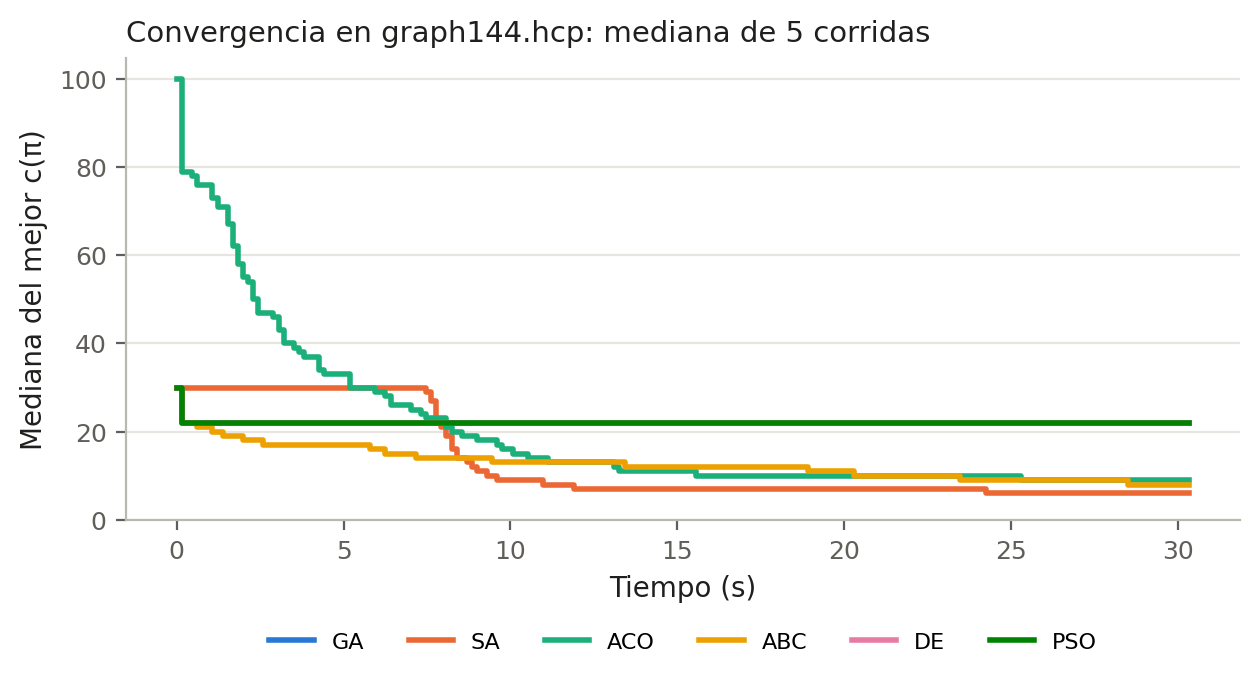 Convergencia en graph144.hcp: mediana de 5 corridas
Mediana del mejor c(π)
100
80
60
40
20
0
0 5 10 15 20 25 30
Tiempo (s)
GA SA ACO ABC DE PSO